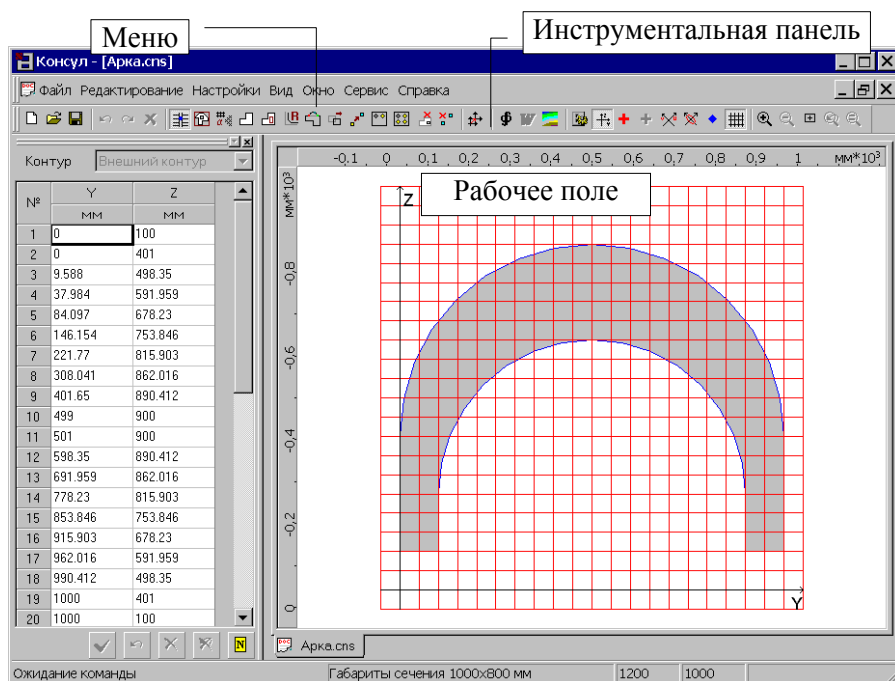 Меню
Инструментальная панель
Консул - [Арка.cns]
Файл Редактирование Настройки Вид Окно Сервис Справка
Контур Внешний контур
№ Y Z
мм мм
1 0 100
2 0 401
3 9.588 498.35
4 37.984 591.959
5 84.097 678.23
6 146.154 753.846
7 221.77 815.903
8 308.041 862.016
9 401.65 890.412
10 499 900
11 501 900
12 598.35 890.412
13 691.959 862.016
14 778.23 815.903
15 853.846 753.846
16 915.903 678.23
17 962.016 591.959
18 990.412 498.35
19 1000 401
20 1000 100
N
-0.1 0 0,1 0,2 0,3 0,4 0,5 0,6 0,7 0,8 0,9 1 мм*10³
мм*10³
-0,8
-0,6
-0,4
-0,2
0
Z
Рабочее поле
Y
Арка.cns
Ожидание команды Габариты сечения 1000x800 мм 1200 1000